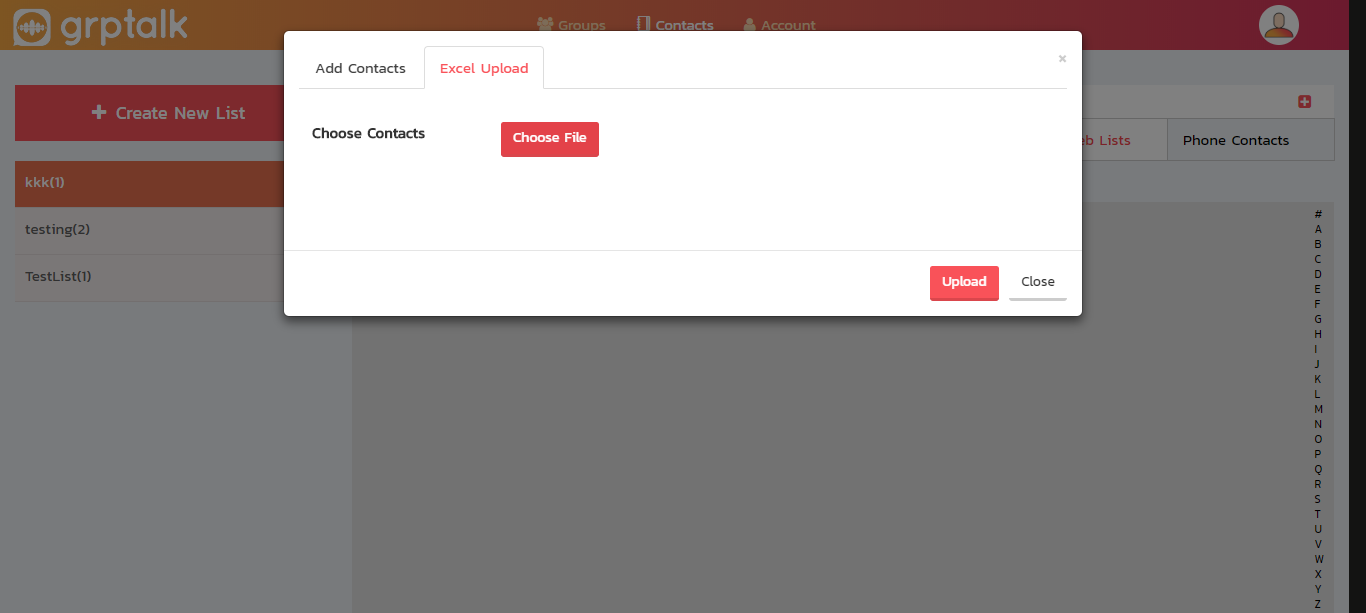 grptalk
Groups
Contacts
Account
Add Contacts
Excel Upload
×
Choose Contacts
Choose File
Upload
Close
Create New List
kkk(1)
testing(2)
TestList(1)
eb Lists
Phone Contacts
#
A
B
C
D
E
F
G
H
I
J
K
L
M
N
O
P
Q
R
S
T
U
V
W
X
Y
Z